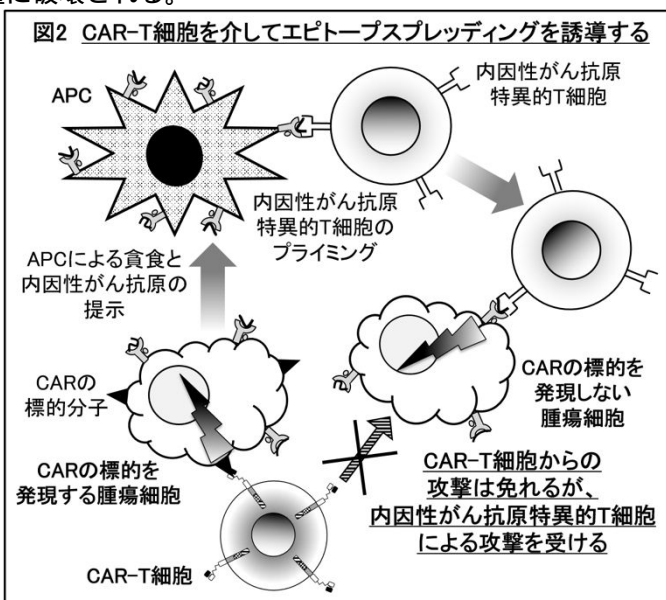 に破壊される。
図2 CAR-T細胞を介してエピトープスプレッディングを誘導する
APC
内因性がん抗原
特異的T細胞
内因性がん抗原
特異的T細胞の
プライミング
APCによる貪食と
内因性がん抗原の
提示
CARの
標的分子
CARの標的を
発現する腫瘍細胞
CAR-T細胞
CARの標的を
発現しない
腫瘍細胞
CAR-T細胞からの
攻撃は免れるが、
内因性がん抗原特異的T細胞
による攻撃を受ける